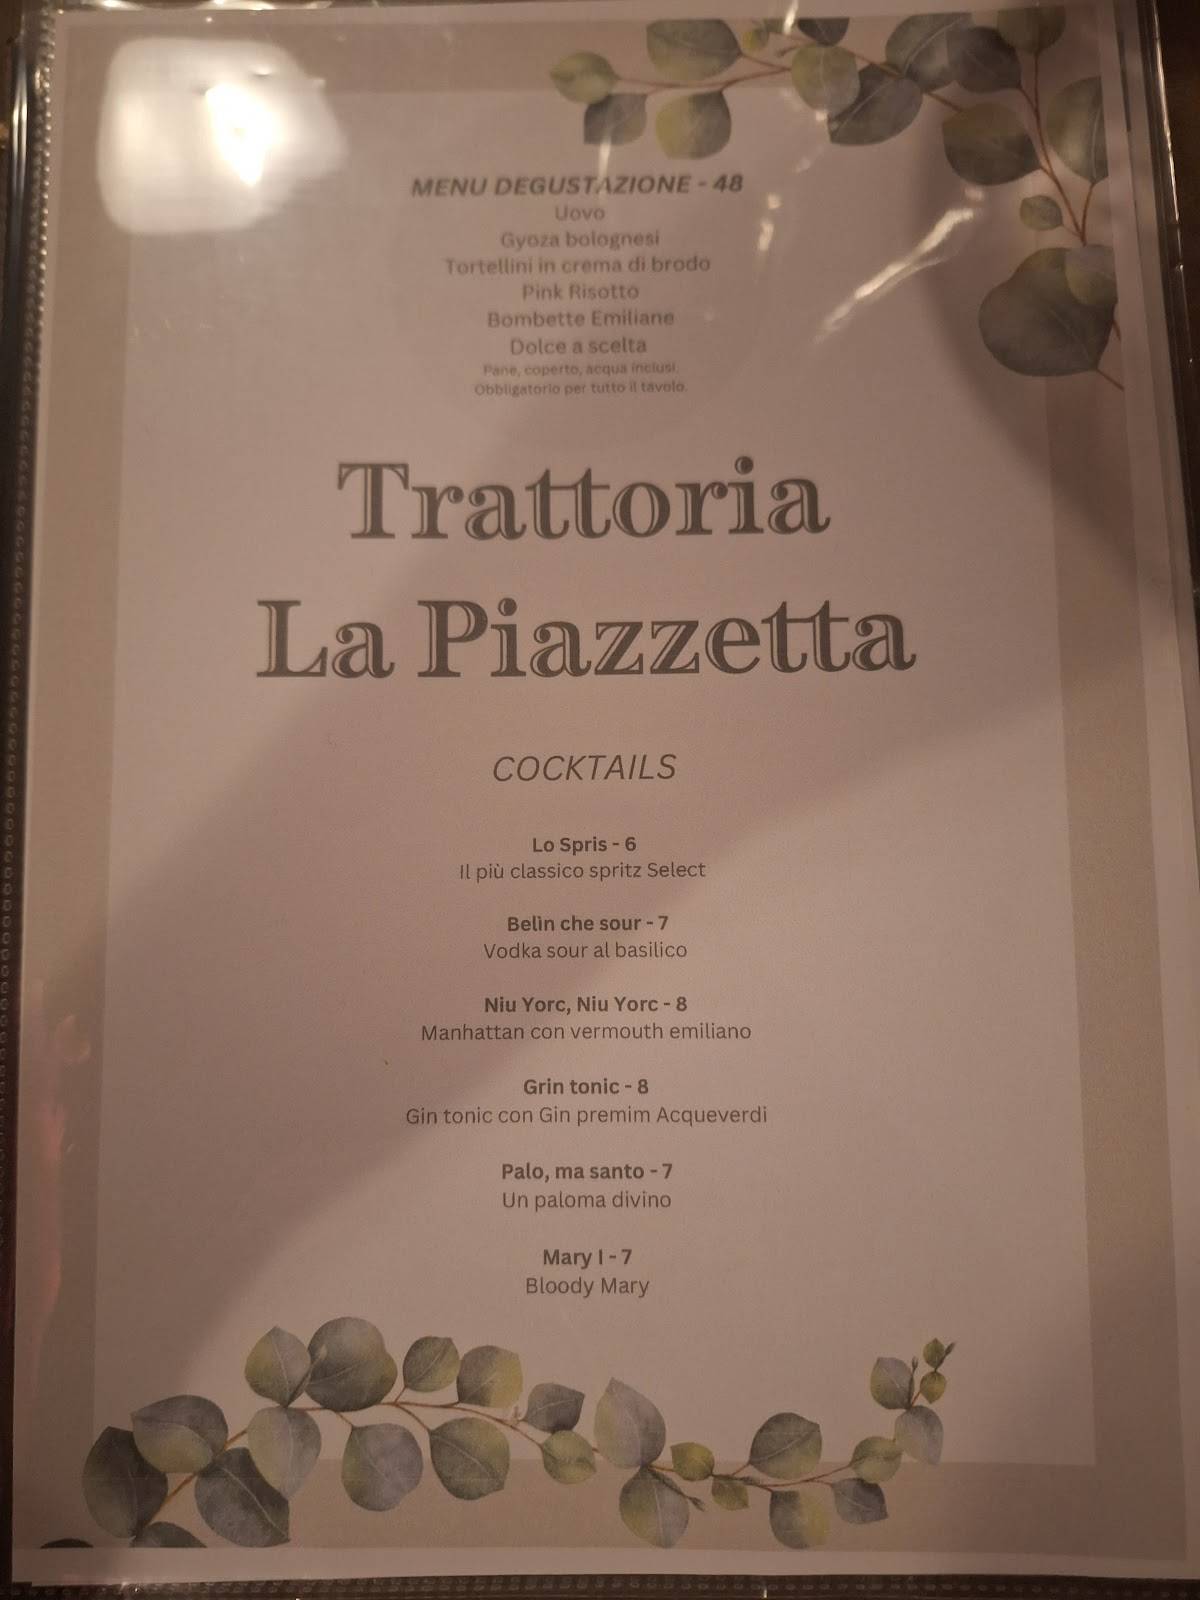 MENU DEGUSTAZIONE - 48
Uovo
Gyoza bolognesi
Tortellini in crema di brodo
Pink Risotto
Bombette Emiliane
Dolce a scelta
Pane, coperto, acqua inclusi.
Obbligatorio per tutto il tavolo.
Trattoria
La Piazzetta
COCKTAILS
Lo Spris - 6
Il più classico spritz Select
Belìn che sour - 7
Vodka sour al basilico
Niu Yorc, Niu Yorc - 8
Manhattan con vermouth emiliano
Grin tonic - 8
Gin tonic con Gin premim Acqueverdi
Palo, ma santo - 7
Un paloma divino
Mary I - 7
Bloody Mary